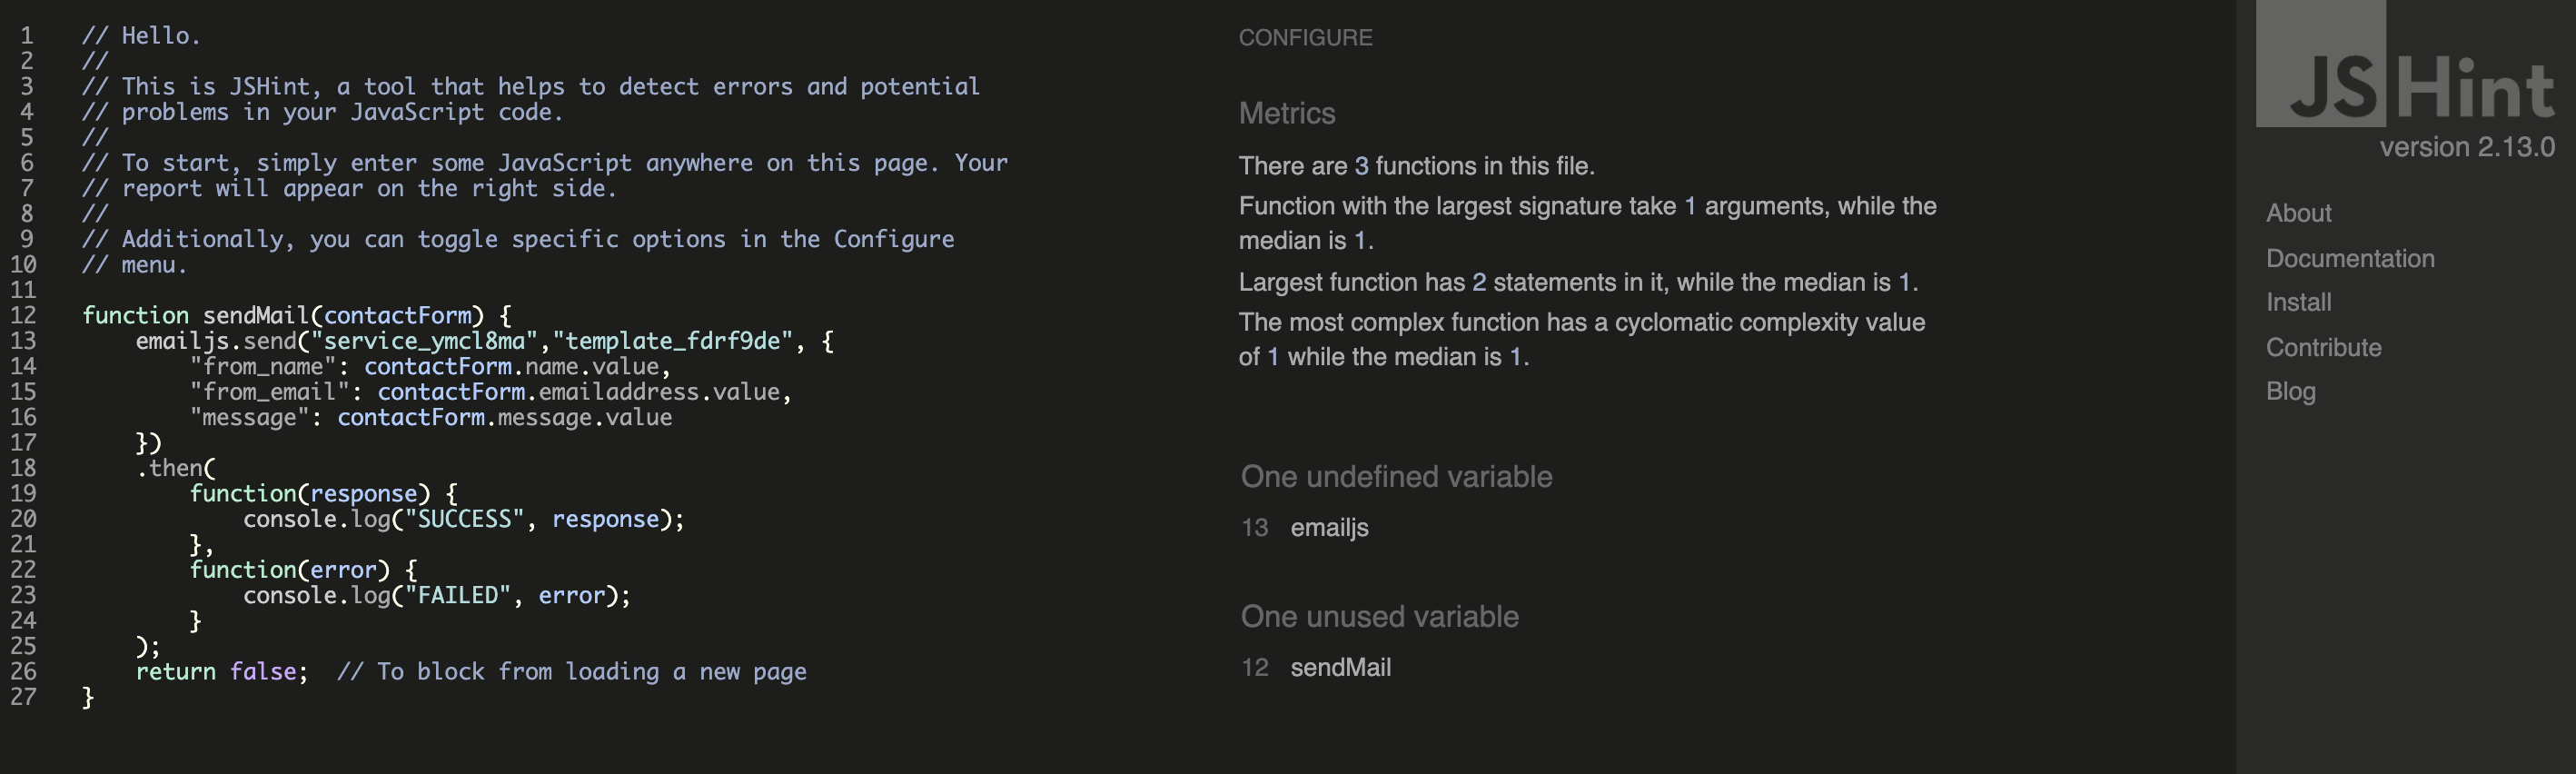 1 // Hello.
2 //
3 // This is JSHint, a tool that helps to detect errors and potential
4 // problems in your JavaScript code.
5 //
6 // To start, simply enter some JavaScript anywhere on this page. Your
7 // report will appear on the right side.
8 //
9 // Additionally, you can toggle specific options in the Configure
10 // menu.
11
12 function sendMail(contactForm) {
13     emailjs.send("service_ymcl8ma","template_fdrf9de", {
14         "from_name": contactForm.name.value,
15         "from_email": contactForm.emailaddress.value,
16         "message": contactForm.message.value
17     })
18     .then(
19         function(response) {
20             console.log("SUCCESS", response);
21         },
22         function(error) {
23             console.log("FAILED", error);
24         }
25     );
26     return false;  // To block from loading a new page
27 }
CONFIGURE
Metrics
There are 3 functions in this file.
Function with the largest signature take 1 arguments, while the
median is 1.
Largest function has 2 statements in it, while the median is 1.
The most complex function has a cyclomatic complexity value
of 1 while the median is 1.
One undefined variable
13 emailjs
One unused variable
12 sendMail
JSHint
version 2.13.0
About
Documentation
Install
Contribute
Blog